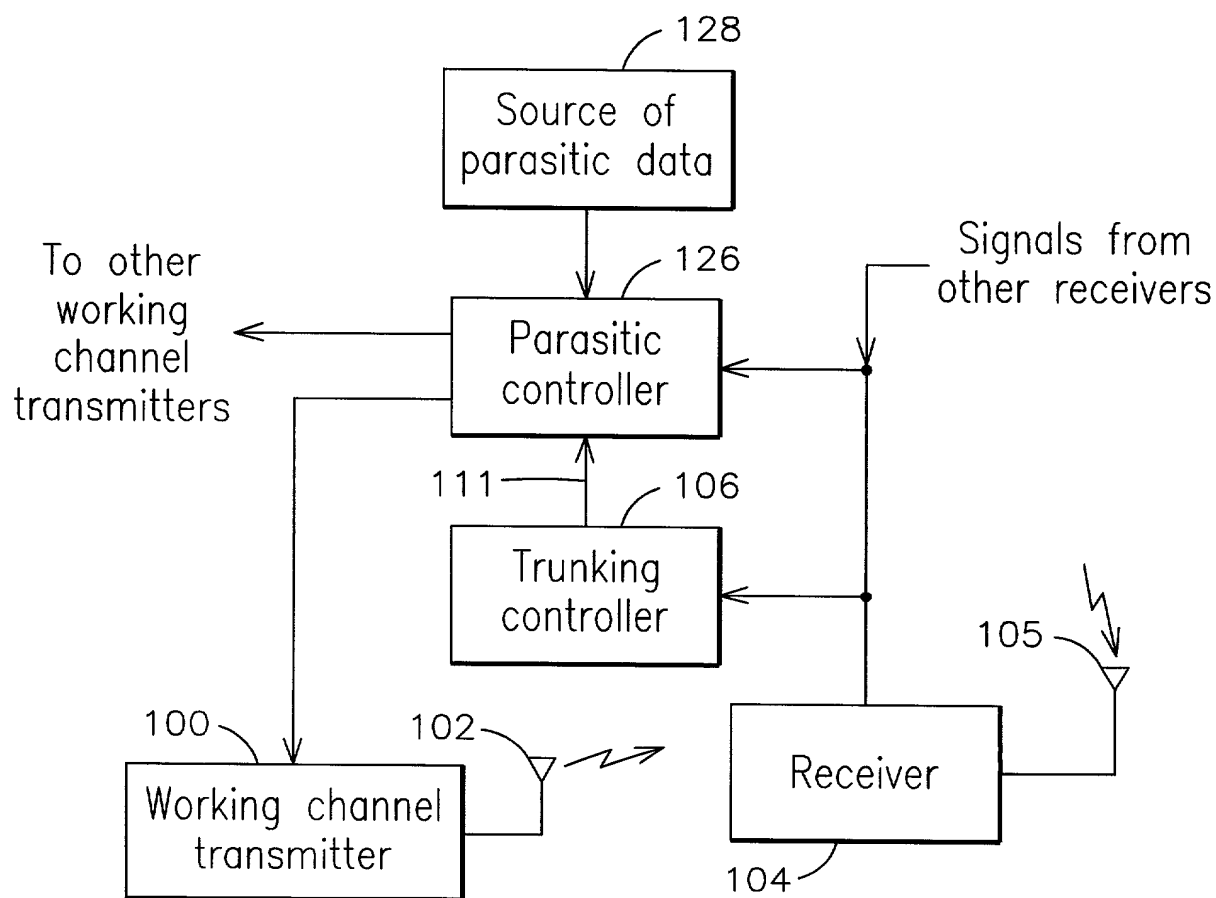 128
Source of
parasitic data
To other
working
channel
transmitters
126
Parasitic
controller
Signals from
other receivers
111
106
Trunking
controller
105
100
102
Working channel
transmitter
Receiver
104